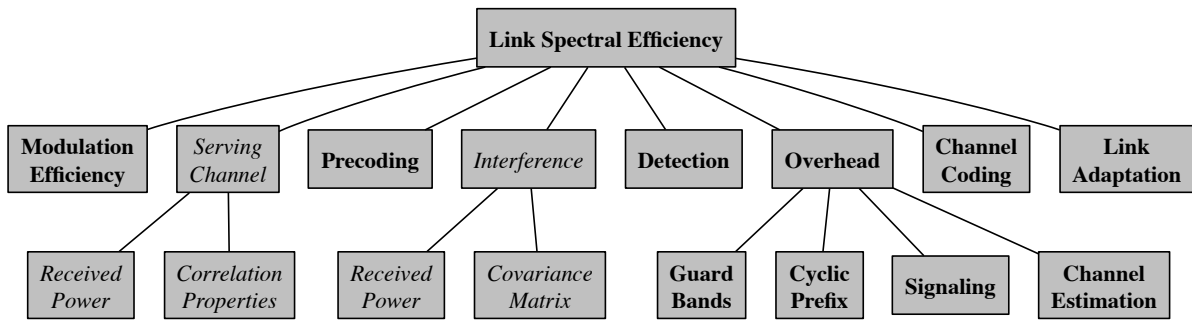 Link Spectral Efficiency
Modulation
Efficiency
Serving
Channel
Precoding
Interference
Detection
Overhead
Channel
Coding
Link
Adaptation
Received
Power
Correlation
Properties
Received
Power
Covariance
Matrix
Guard
Bands
Cyclic
Prefix
Signaling
Channel
Estimation